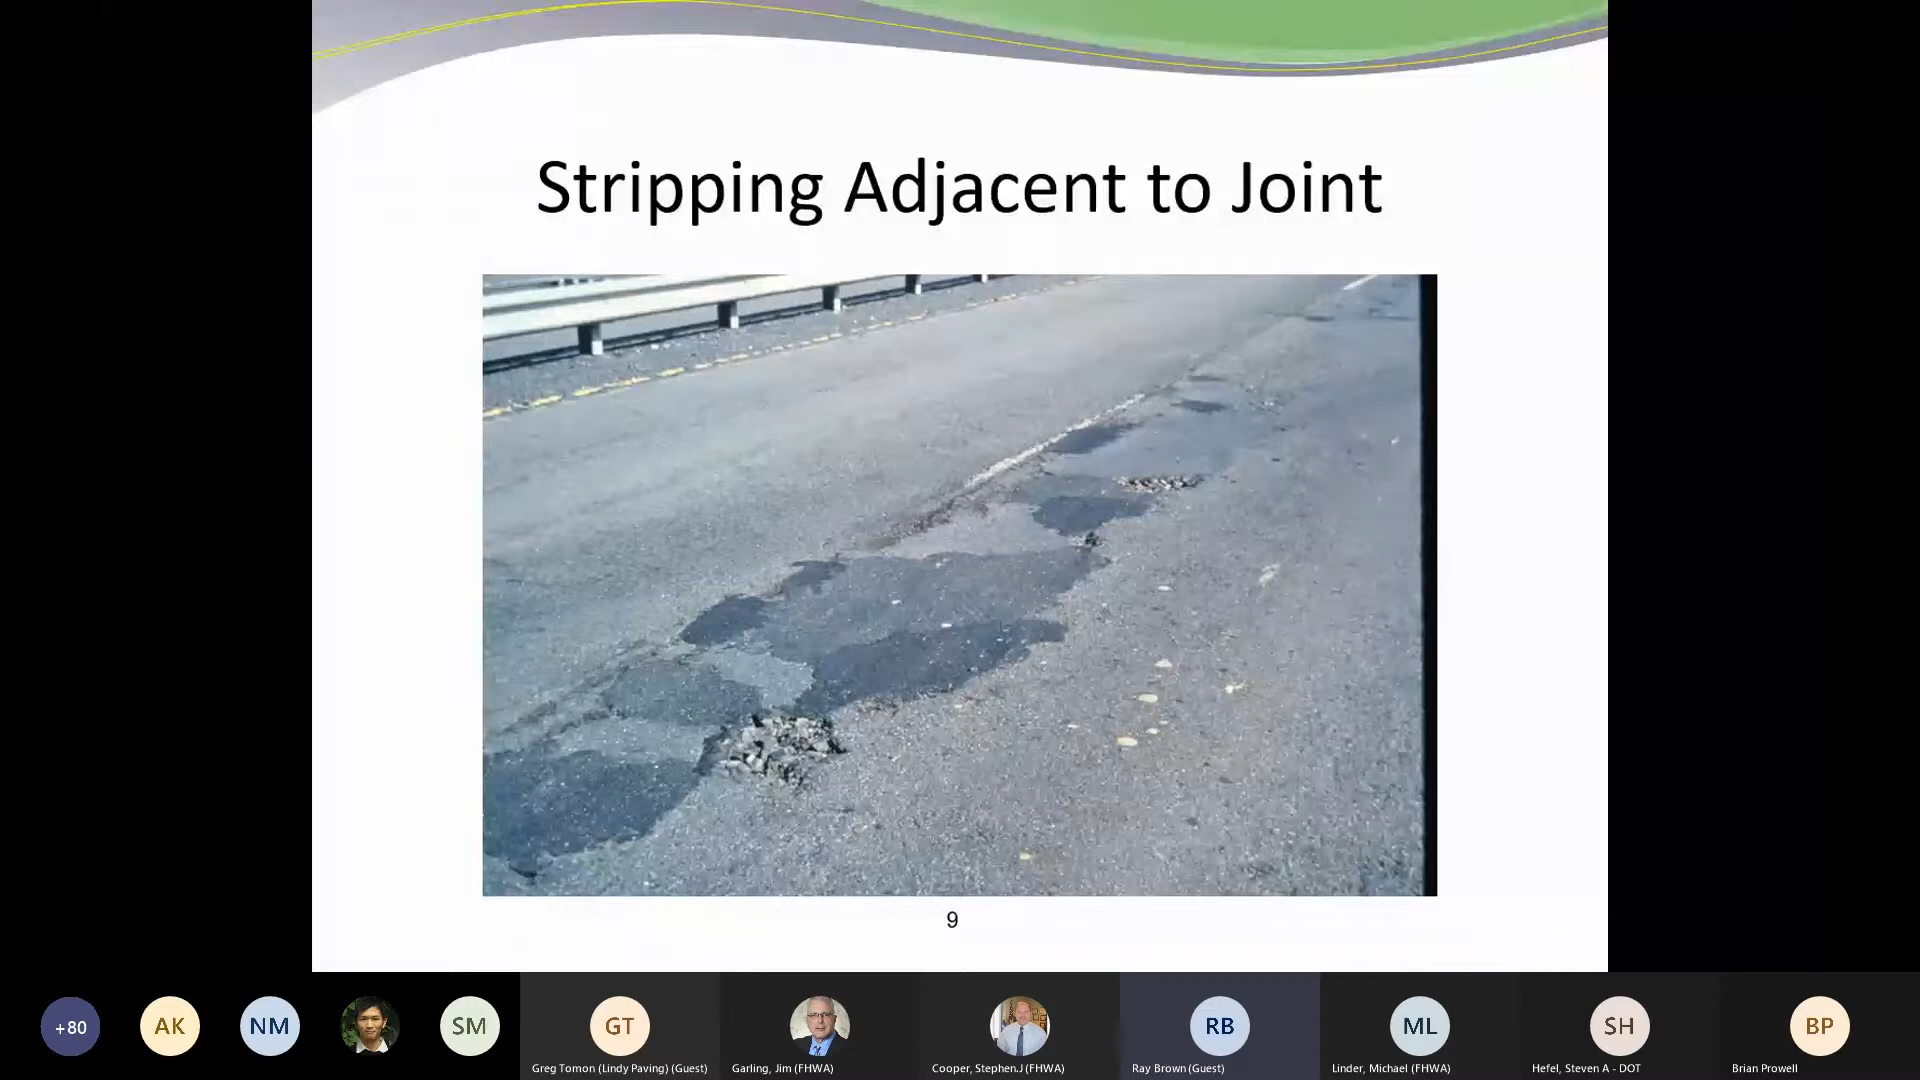 Stripping Adjacent to Joint
9
+80
AK
NM
SM
GT
RB
ML
SH
BP
Greg Tomon (Lindy Paving) (Guest)
Garling, Jim (FHWA)
Cooper, Stephen.J (FHWA)
Ray Brown (Guest)
Linder, Michael (FHWA)
Hefel, Steven A - DOT
Brian Prowell